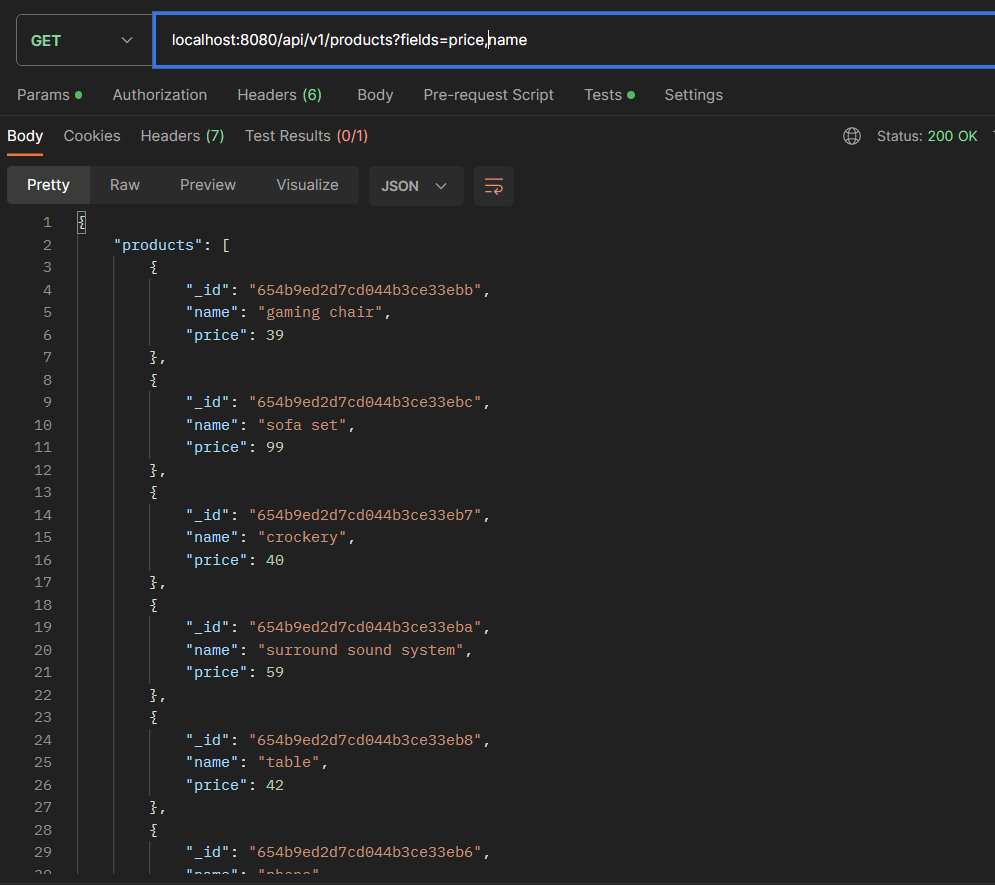 GET localhost:8080/api/v1/products?fields=price,name
Params Authorization Headers (6) Body Pre-request Script Tests Settings
Body Cookies Headers (7) Test Results (0/1) Status: 200 OK
Pretty Raw Preview Visualize JSON
1 {
2 "products": [
3 {
4 "_id": "654b9ed2d7cd044b3ce33ebb",
5 "name": "gaming chair",
6 "price": 39
7 },
8 {
9 "_id": "654b9ed2d7cd044b3ce33ebc",
10 "name": "sofa set",
11 "price": 99
12 },
13 {
14 "_id": "654b9ed2d7cd044b3ce33eb7",
15 "name": "crockery",
16 "price": 40
17 },
18 {
19 "_id": "654b9ed2d7cd044b3ce33eba",
20 "name": "surround sound system",
21 "price": 59
22 },
23 {
24 "_id": "654b9ed2d7cd044b3ce33eb8",
25 "name": "table",
26 "price": 42
27 },
28 {
29 "_id": "654b9ed2d7cd044b3ce33eb6",
30 "name": "phone"